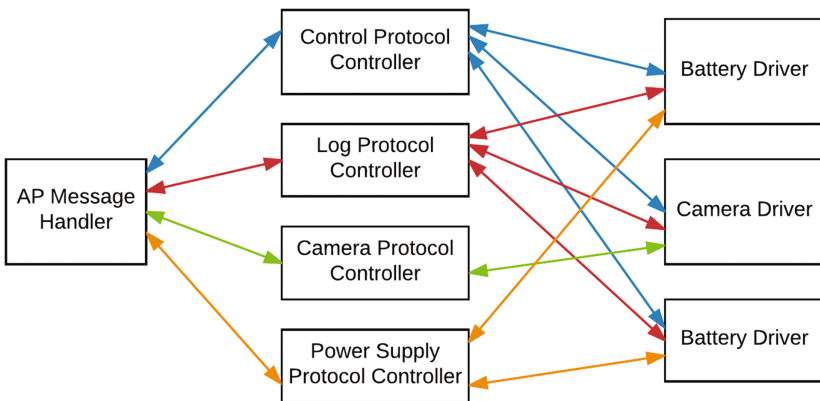 AP Message
Handler
Control Protocol
Controller
Log Protocol
Controller
Camera Protocol
Controller
Power Supply
Protocol Controller
Battery Driver
Camera Driver
Battery Driver